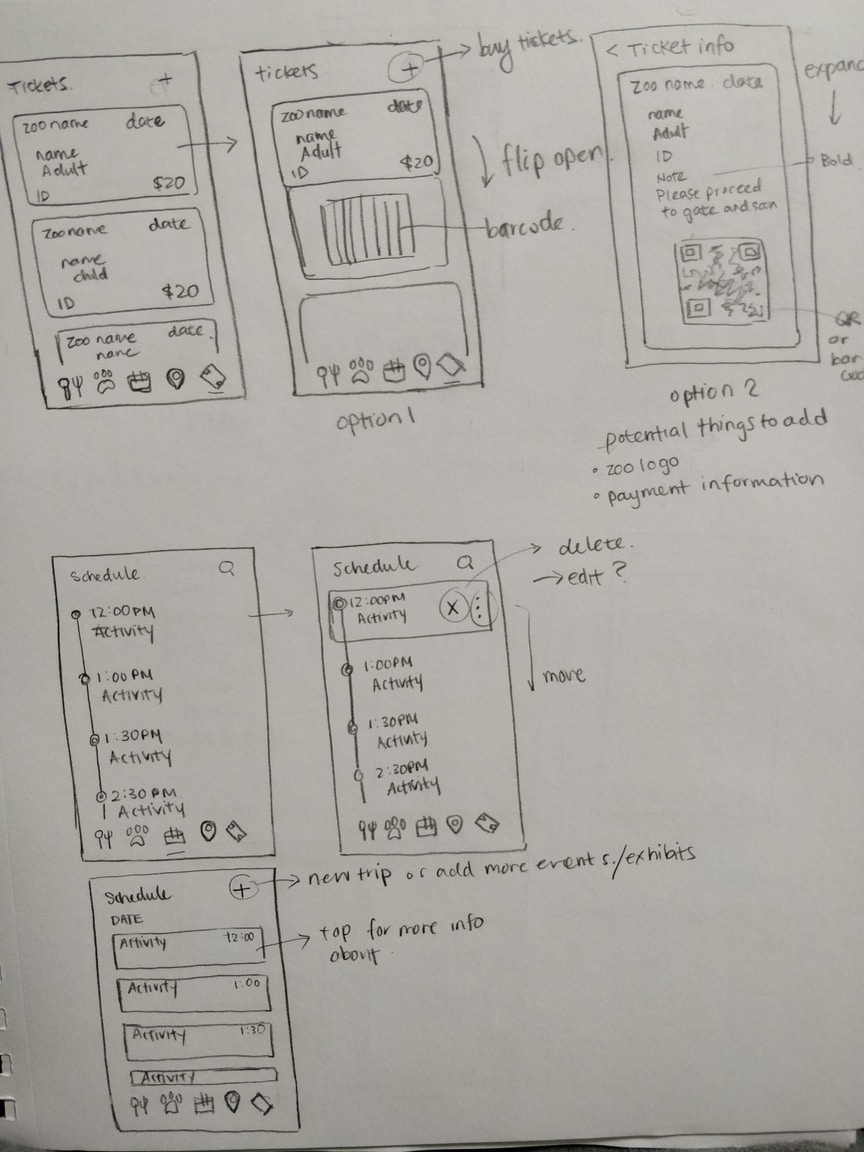 Tickets. +
zoo name date
name
Adult
ID $20
zoo name date
name
child
ID $20
zoo name date.
name
tickets +
buy tickets.
zoo name date
name
Adult
ID $20
flip open
barcode.
option 1
< Ticket info
zoo name date
name
Adult
ID
Note
Please proceed
to gate and scan
expand
Bold
QR
or
bar
code
option 2
potential things to add
• zoo logo
• payment information
Schedule.
12:00PM
Activity
1:00 PM
Activity
1:30PM
Activity
2:30 PM
Activity
Schedule
12:00PM
Activity
X
1:00PM
Activity
1:30PM
Activity
2:30PM
Activity
→ delete.
→ edit?
move
Schedule +
DATE
Activity 12:00
Activity 1:00
Activity 1:30
Activity
→ new trip or add more events./exhibits
→ tap for more info
about.